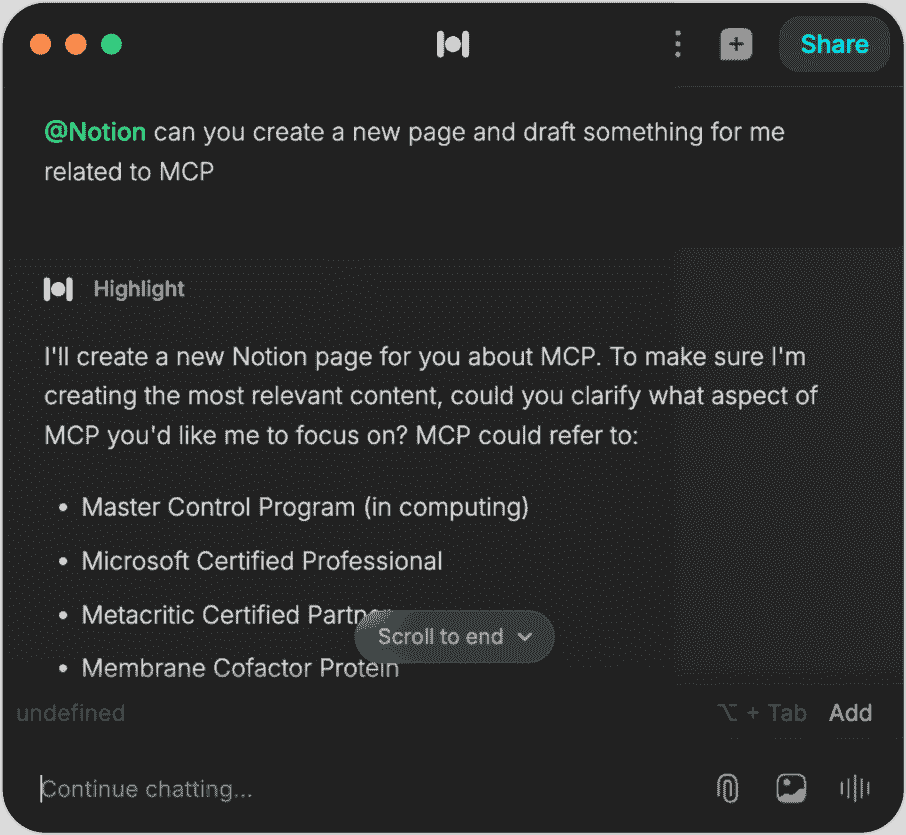 Share
@Notion can you create a new page and draft something for me
related to MCP
Highlight
I'll create a new Notion page for you about MCP. To make sure I'm
creating the most relevant content, could you clarify what aspect of
MCP you'd like me to focus on? MCP could refer to:
• Master Control Program (in computing)
• Microsoft Certified Professional
• Metacritic Certified Partner
Scroll to end
• Membrane Cofactor Protein
undefined
⌥ + Tab Add
Continue chatting...